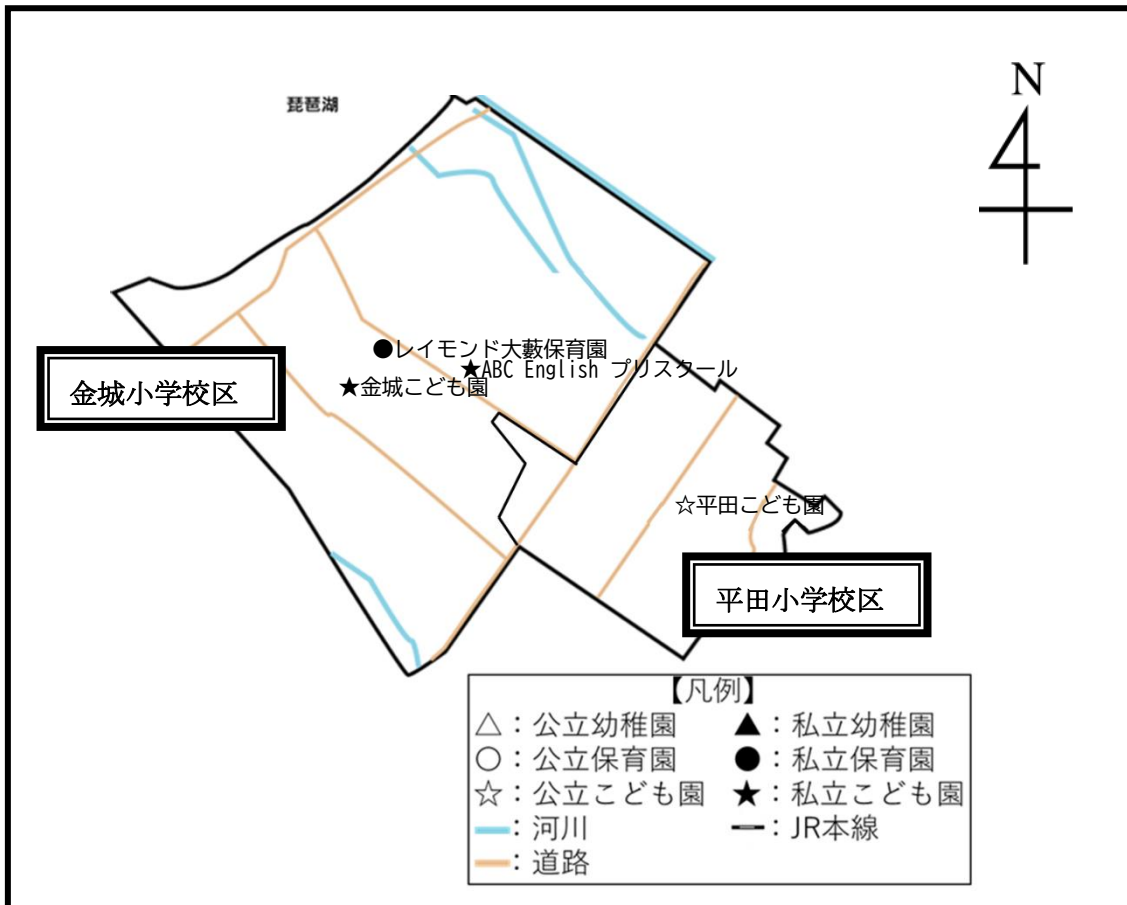 N
琵琶湖
●レイモンド大藪保育園
★ABC English プリスクール
★金城こども園
金城小学校区
☆平田こども園
平田小学校区
【凡例】
△：公立幼稚園 ▲：私立幼稚園
○：公立保育園 ●：私立保育園
☆：公立こども園 ★：私立こども園
：河川 ：JR本線
：道路